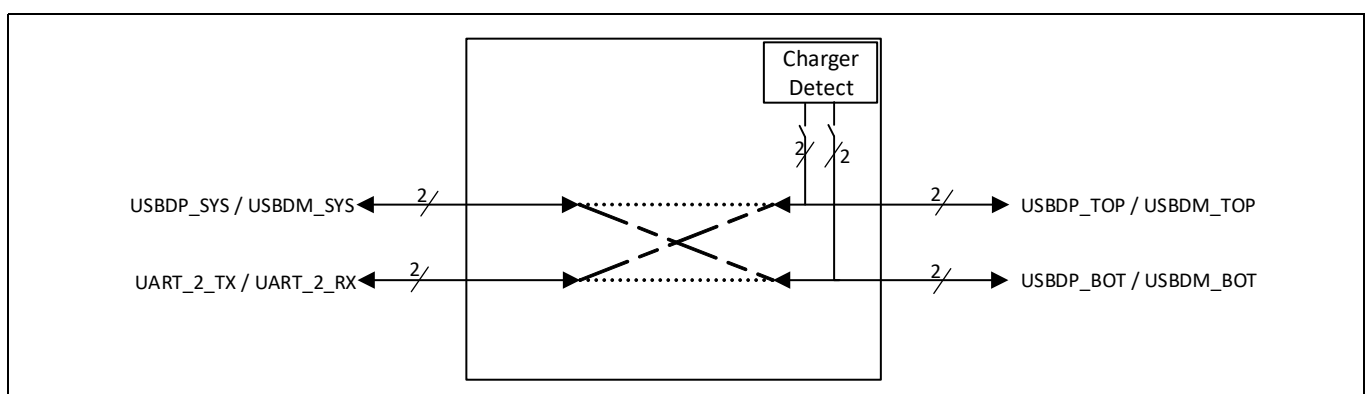 Charger
Detect
2/ /2
USBDP_SYS / USBDM_SYS 2/ 2/ USBDP_TOP / USBDM_TOP
UART_2_TX / UART_2_RX 2/ 2/ USBDP_BOT / USBDM_BOT